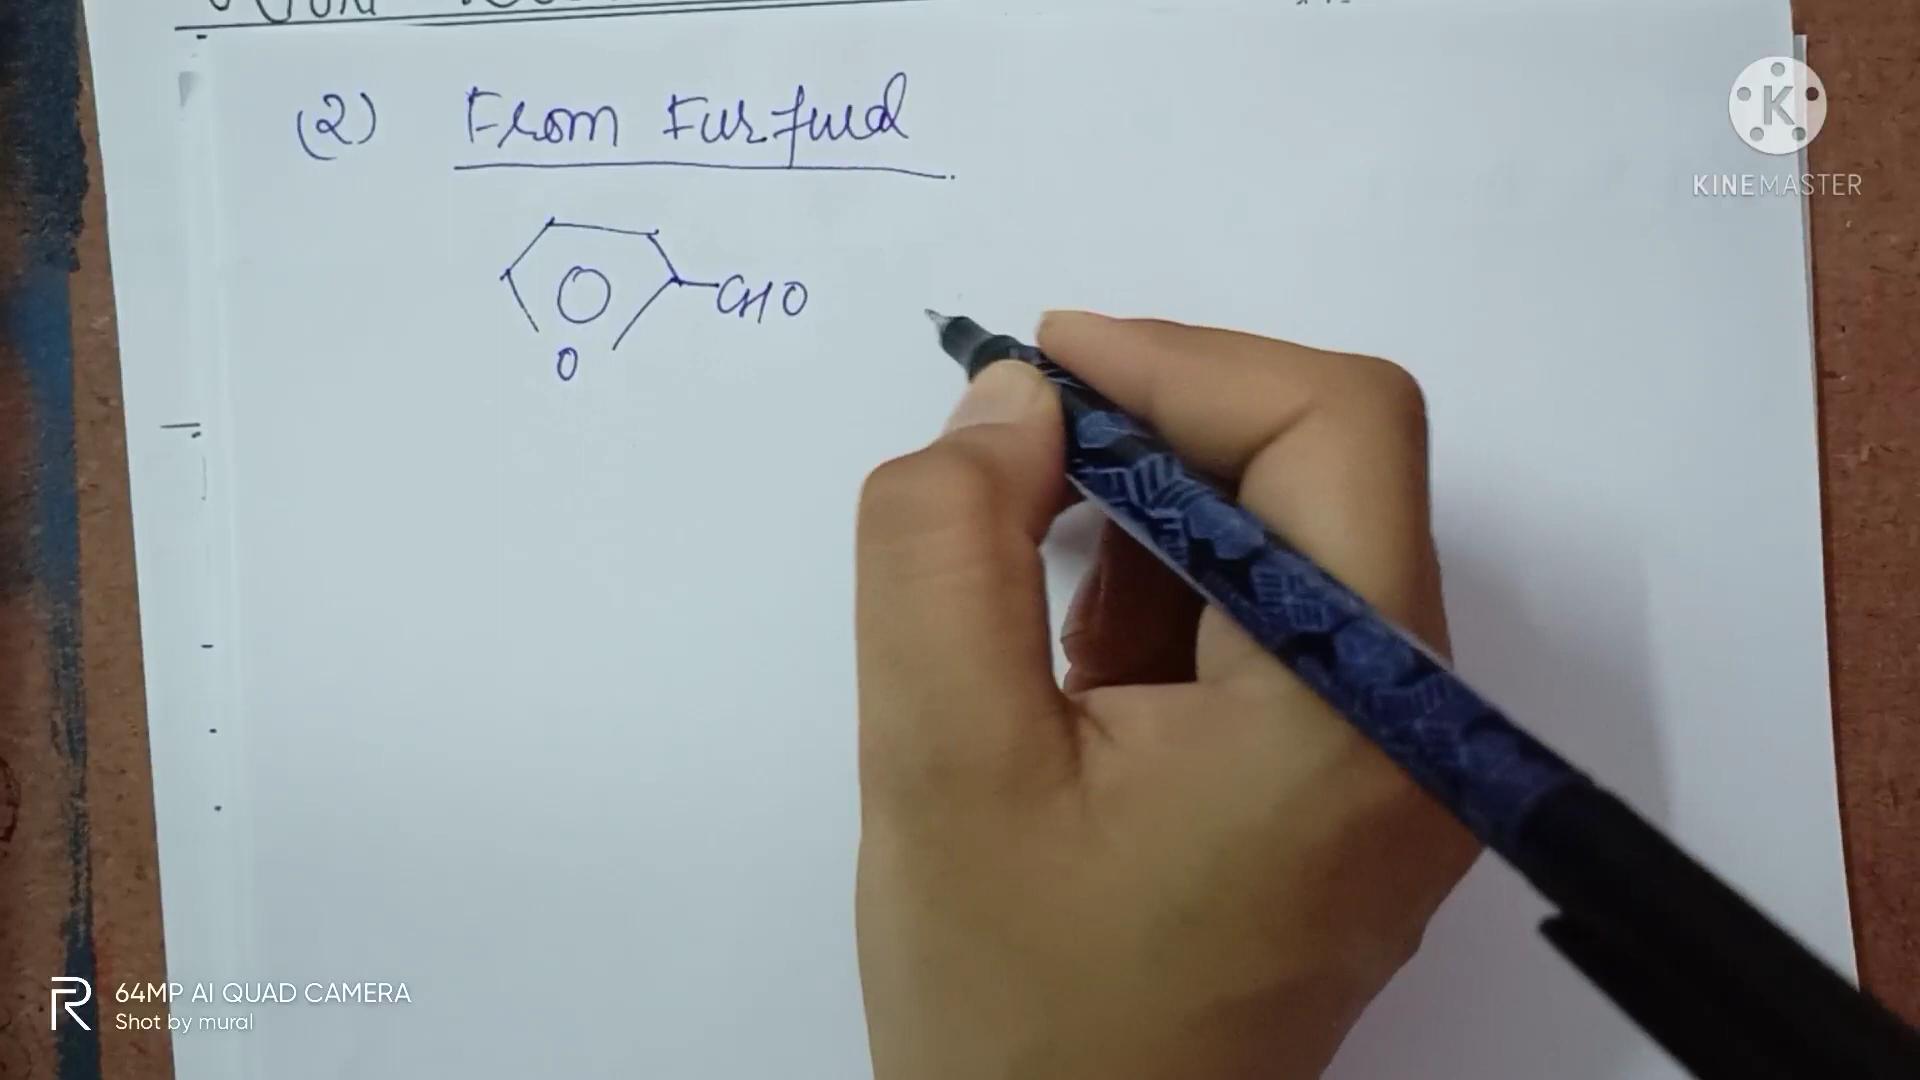 (2) From Furfural
CHO
O
KINEMASTER
64MP AI QUAD CAMERA
Shot by mural